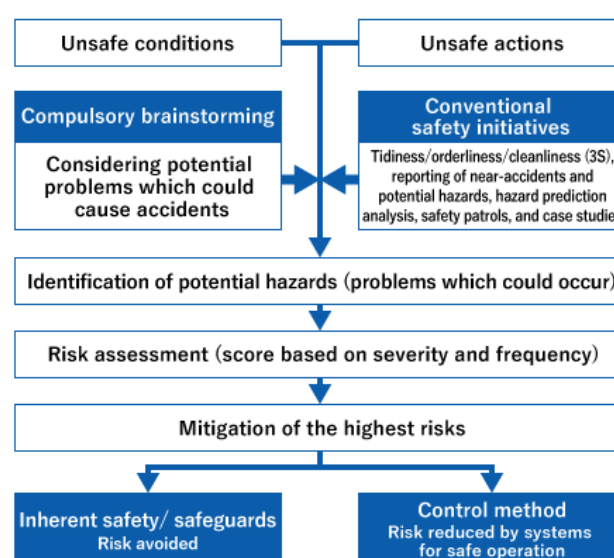 Unsafe conditions
Unsafe actions
Compulsory brainstorming
Considering potential
problems which could
cause accidents
Conventional
safety initiatives
Tidiness/orderliness/cleanliness (3S),
reporting of near-accidents and
potential hazards, hazard prediction
analysis, safety patrols, and case studie
Identification of potential hazards (problems which could occur)
Risk assessment (score based on severity and frequency)
Mitigation of the highest risks
Inherent safety/ safeguards
Risk avoided
Control method
Risk reduced by systems
for safe operation